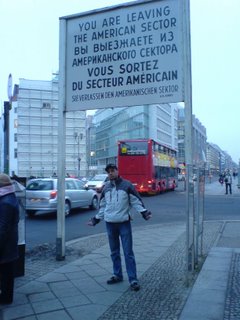 YOU ARE LEAVING
THE AMERICAN SECTOR
ВЫ ВЫЕЗЖАЕТЕ ИЗ
АМЕРИКАНСКОГО СЕКТОРА
VOUS SORTEZ
DU SECTEUR AMÉRICAIN
SIE VERLASSEN DEN AMERIKANISCHEN SEKTOR